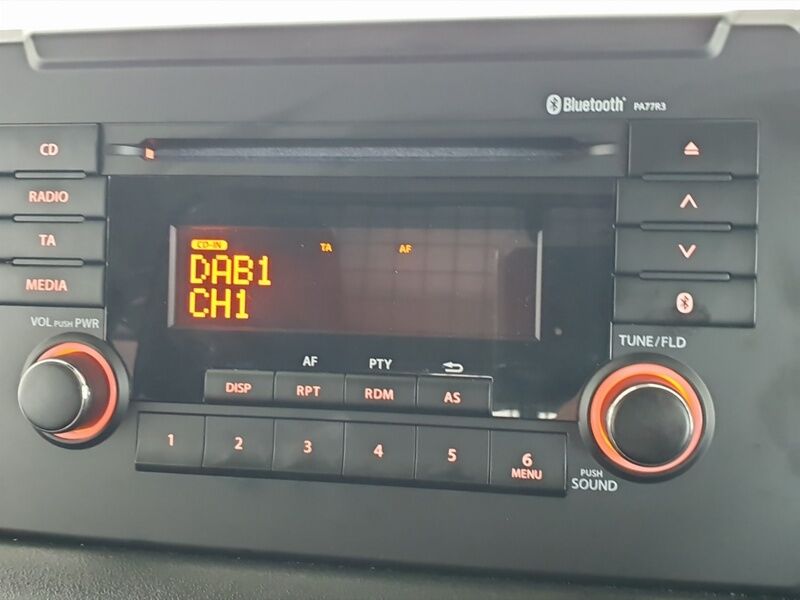 Bluetooth PA77R3
CD
RADIO
TA
MEDIA
CD-IN TA AF
DAB1
CH1
VOL PUSH PWR
TUNE/FLD
AF PTY
DISP RPT RDM AS
1 2 3 4 5 6
MENU
PUSH
SOUND